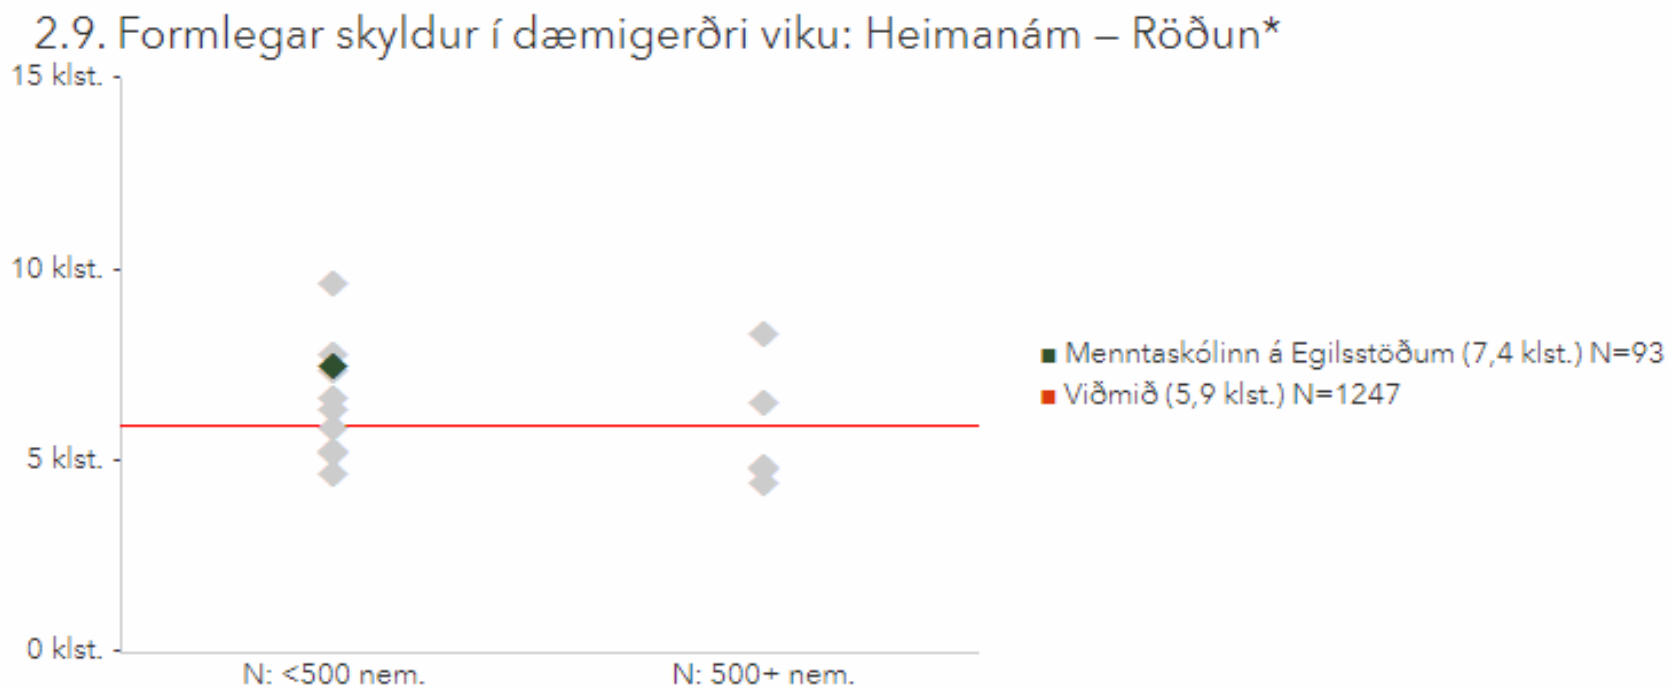 2.9. Formlegar skyldur í dæmigerðri viku: Heimanám – Röðun*
15 klst.
10 klst.
5 klst.
0 klst.
N: <500 nem.
N: 500+ nem.
Menntaskólinn á Egilsstöðum (7,4 klst.) N=93
Viðmið (5,9 klst.) N=1247